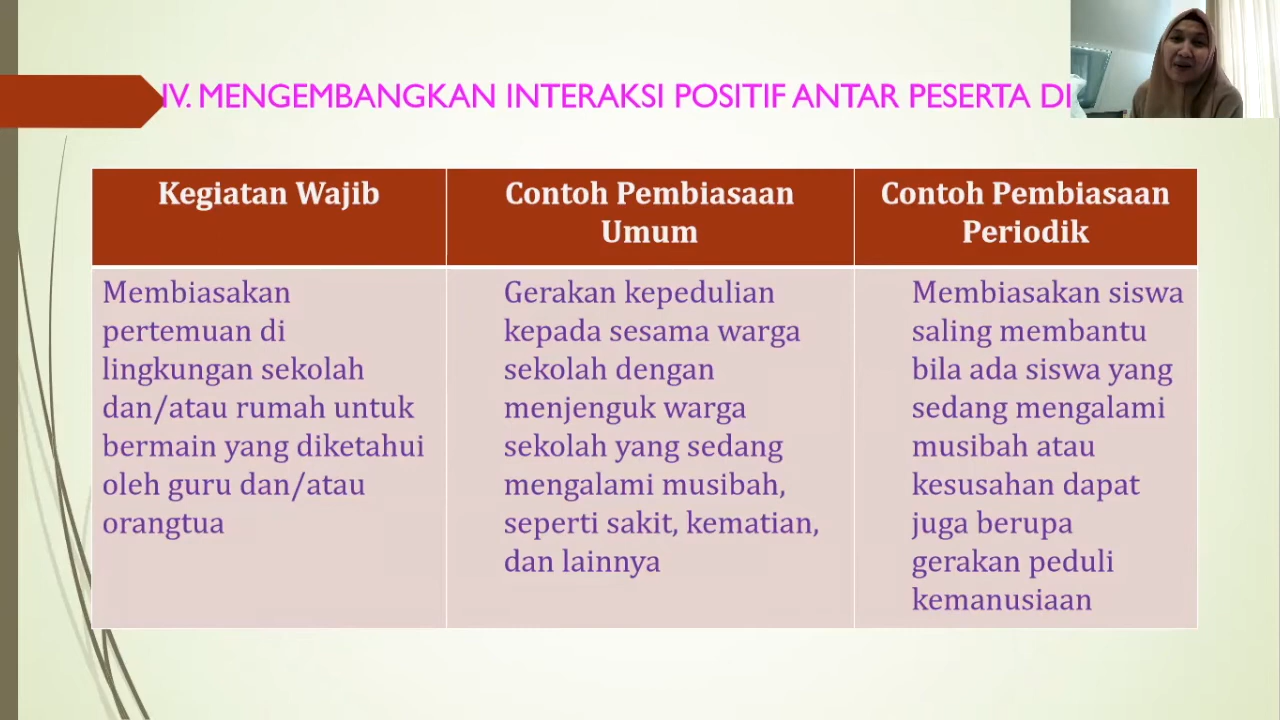 IV. MENGEMBANGKAN INTERAKSI POSITIF ANTAR PESERTA DI
Kegiatan Wajib
Contoh Pembiasaan
Umum
Contoh Pembiasaan
Periodik
Membiasakan
pertemuan di
lingkungan sekolah
dan/atau rumah untuk
bermain yang diketahui
oleh guru dan/atau
orangtua
Gerakan kepedulian
kepada sesama warga
sekolah dengan
menjenguk warga
sekolah yang sedang
mengalami musibah,
seperti sakit, kematian,
dan lainnya
Membiasakan siswa
saling membantu
bila ada siswa yang
sedang mengalami
musibah atau
kesusahan dapat
juga berupa
gerakan peduli
kemanusiaan